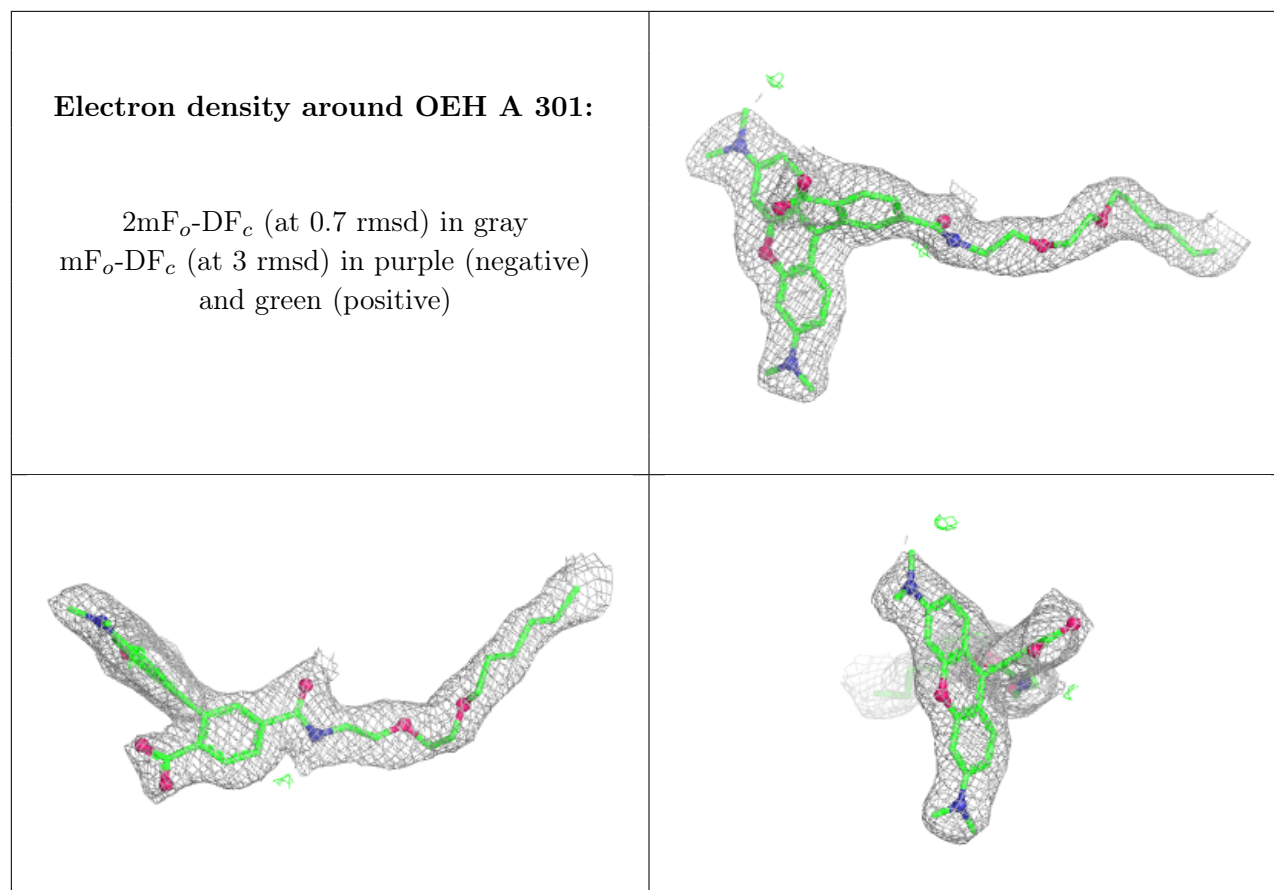 Electron density around OEH A 301:
2mFo-DFc (at 0.7 rmsd) in gray
mFo-DFc (at 3 rmsd) in purple (negative)
and green (positive)